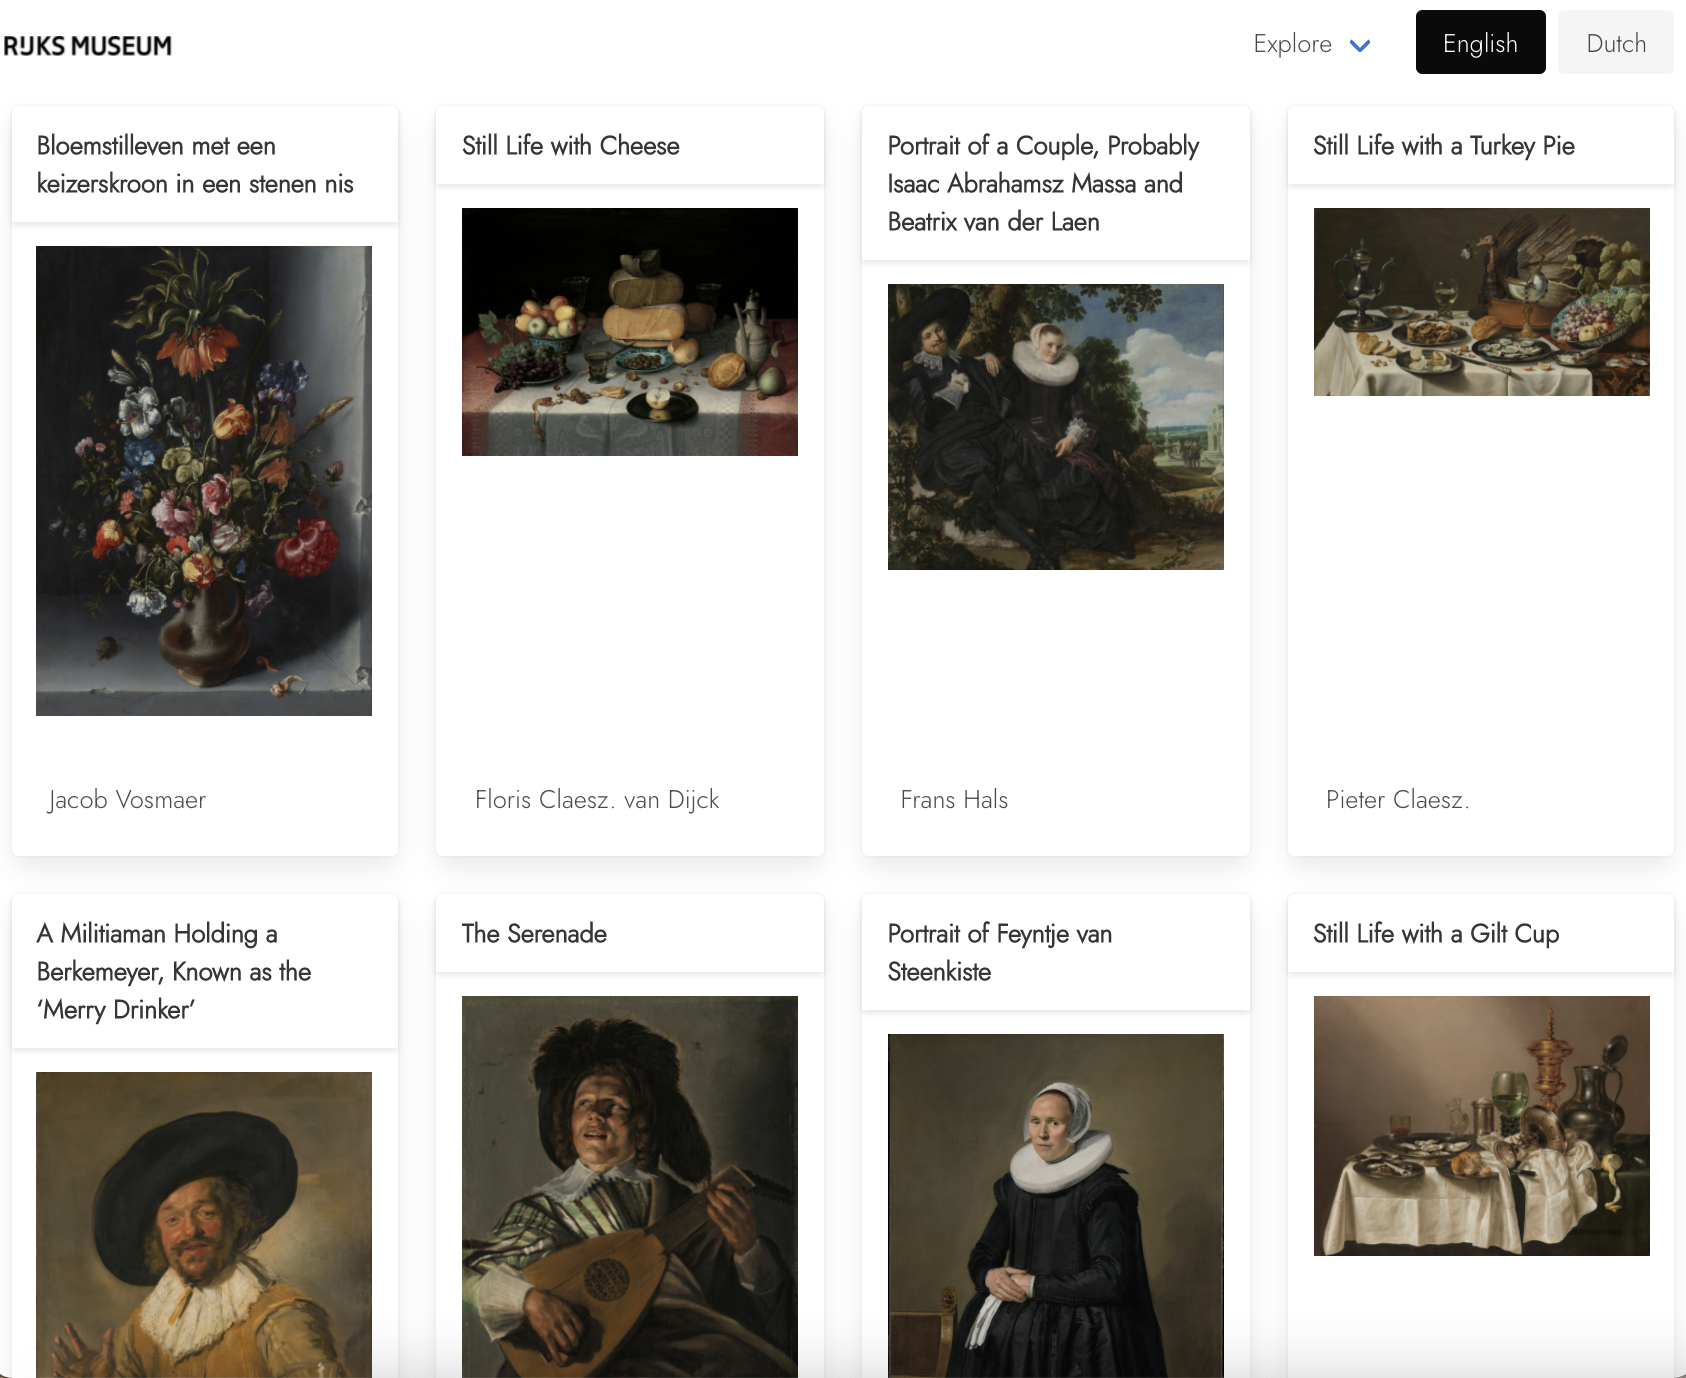 RIJKS MUSEUM
Explore
English
Dutch
Bloemstilleven met een
keizerskroon in een stenen nis
Jacob Vosmaer
Still Life with Cheese
Floris Claesz. van Dijck
Portrait of a Couple, Probably
Isaac Abrahamsz Massa and
Beatrix van der Laen
Frans Hals
Still Life with a Turkey Pie
Pieter Claesz.
A Militiaman Holding a
Berkemeyer, Known as the
‘Merry Drinker’
The Serenade
Portrait of Feyntje van
Steenkiste
Still Life with a Gilt Cup